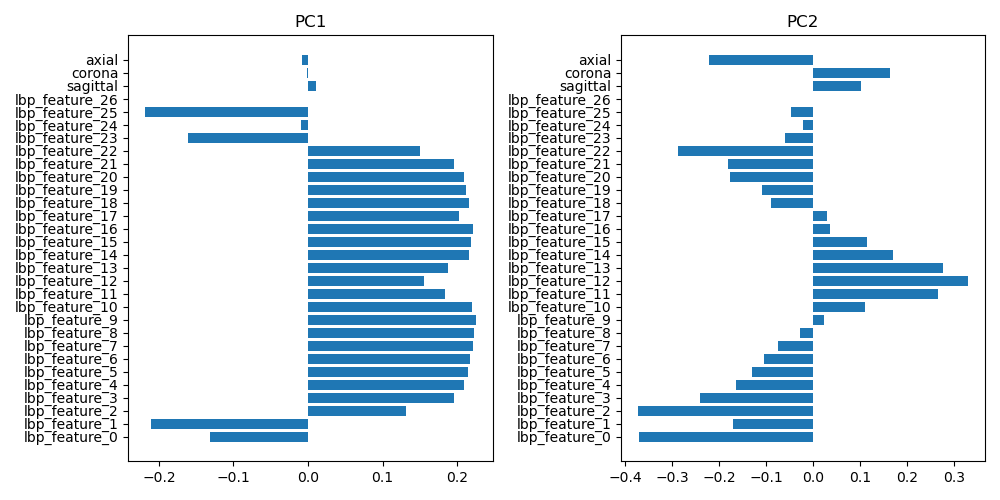 PC1
axial
corona
sagittal
lbp_feature_26
lbp_feature_25
lbp_feature_24
lbp_feature_23
lbp_feature_22
lbp_feature_21
lbp_feature_20
lbp_feature_19
lbp_feature_18
lbp_feature_17
lbp_feature_16
lbp_feature_15
lbp_feature_14
lbp_feature_13
lbp_feature_12
lbp_feature_11
lbp_feature_10
lbp_feature_9
lbp_feature_8
lbp_feature_7
lbp_feature_6
lbp_feature_5
lbp_feature_4
lbp_feature_3
lbp_feature_2
lbp_feature_1
lbp_feature_0
−0.2 −0.1 0.0 0.1 0.2
PC2
axial
corona
sagittal
lbp_feature_26
lbp_feature_25
lbp_feature_24
lbp_feature_23
lbp_feature_22
lbp_feature_21
lbp_feature_20
lbp_feature_19
lbp_feature_18
lbp_feature_17
lbp_feature_16
lbp_feature_15
lbp_feature_14
lbp_feature_13
lbp_feature_12
lbp_feature_11
lbp_feature_10
lbp_feature_9
lbp_feature_8
lbp_feature_7
lbp_feature_6
lbp_feature_5
lbp_feature_4
lbp_feature_3
lbp_feature_2
lbp_feature_1
lbp_feature_0
−0.4 −0.3 −0.2 −0.1 0.0 0.1 0.2 0.3